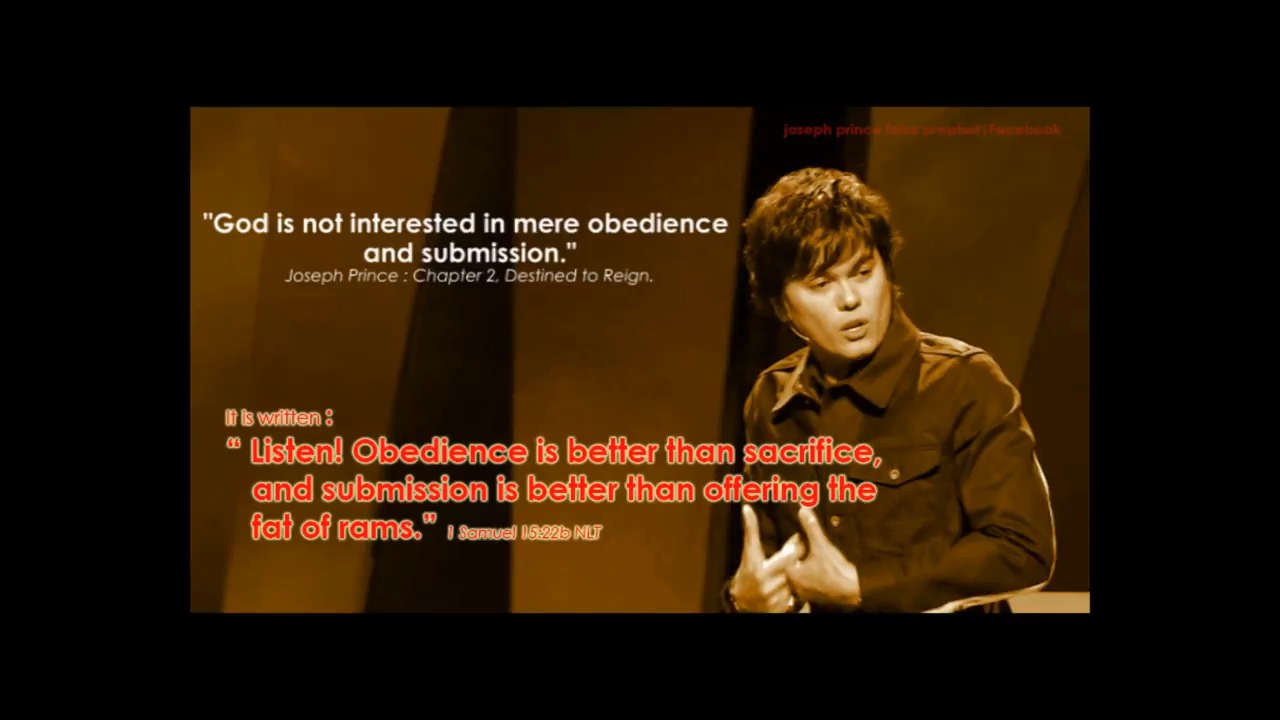 joseph prince false prophet|Facebook
"God is not interested in mere obedience
and submission."
Joseph Prince : Chapter 2, Destined to Reign.
It is written :
“ Listen! Obedience is better than sacrifice,
and submission is better than offering the
fat of rams.” 1 Samuel 15:22b NLT